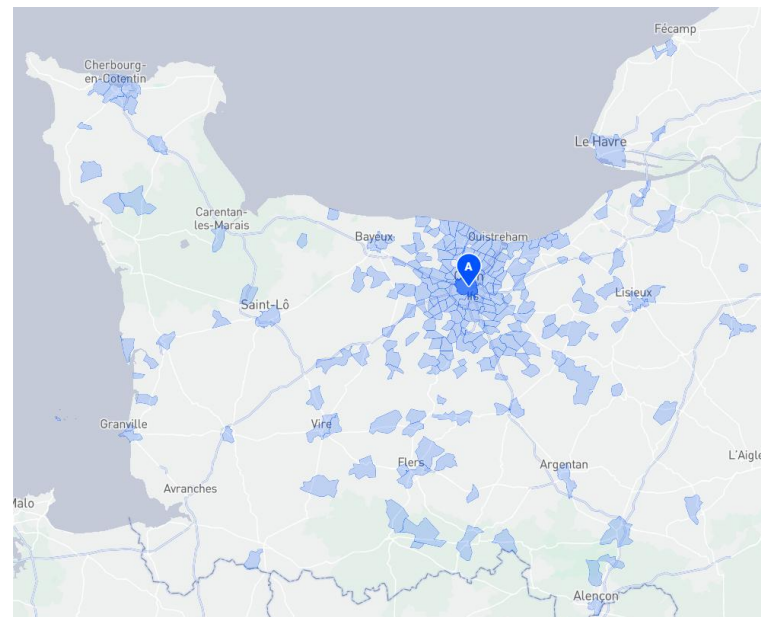 Fécamp
Cherbourg-
en-Cotentin
Le Havre
Carentan-
les-Marais
Bayeux
Ouistreham
A
Lisieux
Saint-Lô
Granville
Vire
Flers
Argentan
L'Aigle
Avranches
Malo
Alençon